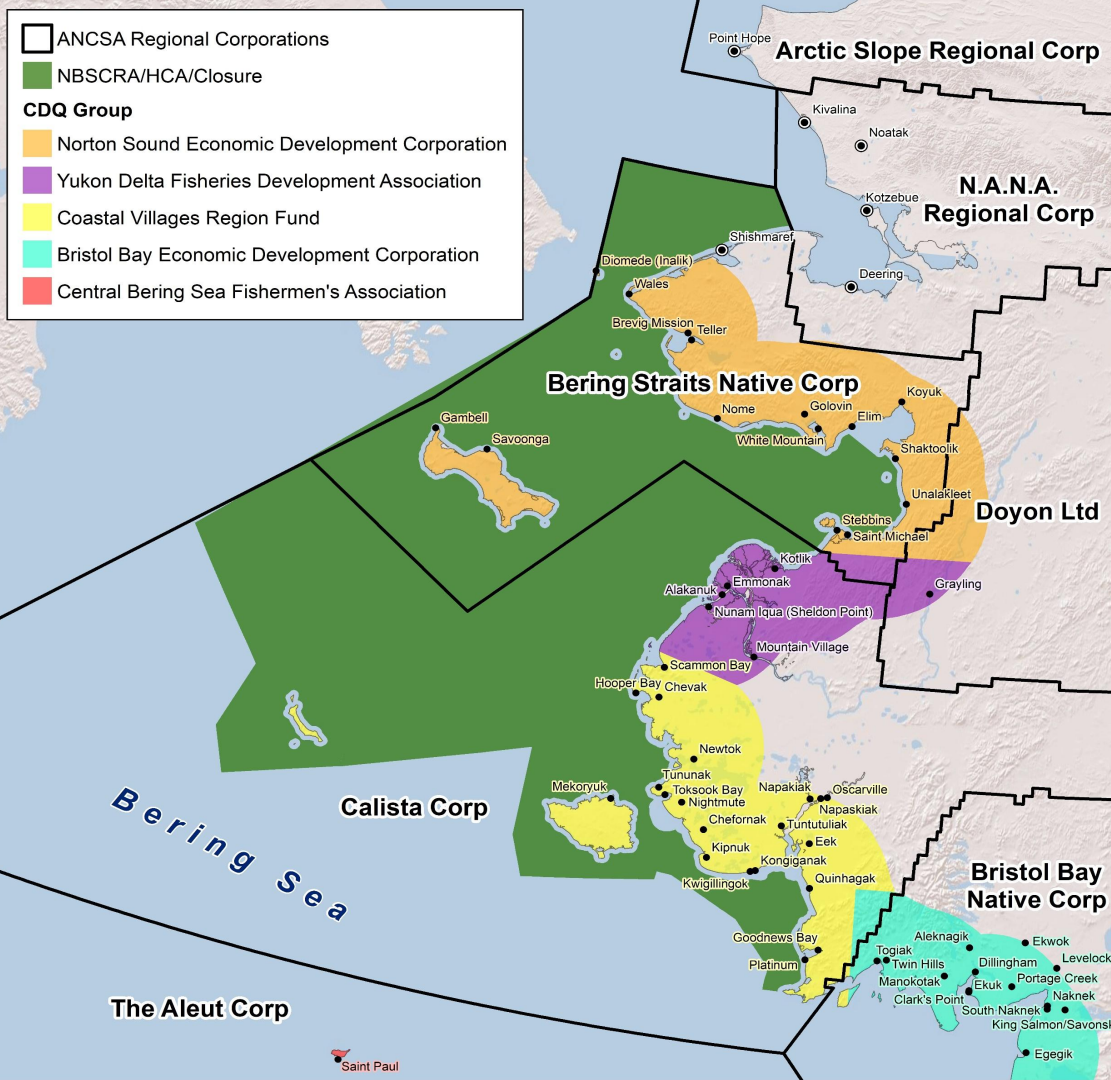 ANCSA Regional Corporations
NBSCRA/HCA/Closure
CDQ Group
Norton Sound Economic Development Corporation
Yukon Delta Fisheries Development Association
Coastal Villages Region Fund
Bristol Bay Economic Development Corporation
Central Bering Sea Fishermen's Association
Point Hope
Arctic Slope Regional Corp
Kivalina
Noatak
N.A.N.A.
Regional Corp
Kotzebue
Shishmaref
Diomede (Inalik)
Deering
Wales
Brevig Mission
Teller
Bering Straits Native Corp
Koyuk
Nome
Golovin
Elim
White Mountain
Gambell
Savoonga
Shaktoolik
Unalakleet
Doyon Ltd
Stebbins
Saint Michael
Kotlik
Emmonak
Alakanuk
Grayling
Nunam Iqua (Sheldon Point)
Mountain Village
Scammon Bay
Hooper Bay
Chevak
Newtok
Tununak
Mekoryuk
Toksook Bay
Napakiak
Oscarville
Nightmute
Napaskiak
Calista Corp
Bering Sea
Chefornak
Tuntutuliak
Eek
Kipnuk
Kongiganak
Kwigillingok
Quinhagak
Bristol Bay
Native Corp
Goodnews Bay
Platinum
Aleknagik
Ekwok
Togiak
Twin Hills
Dillingham
Levelock
Manokotak
Portage Creek
Ekuk
Clark's Point
Naknek
South Naknek
King Salmon/Savonsk
Egegik
The Aleut Corp
Saint Paul